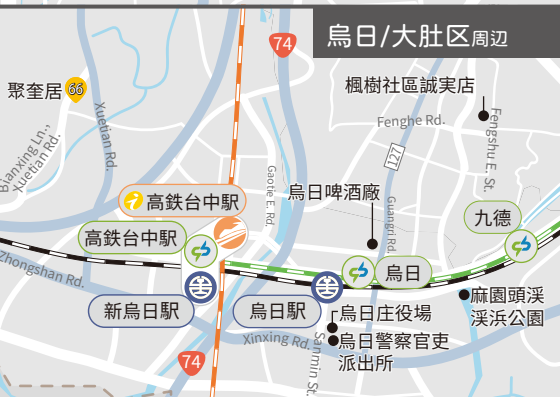 烏日/大肚区周辺
74
聚奎居
66
楓樹社區誠実店
Fenghe Rd.
Fengshu E. St.
Xuetian Rd.
Bianxing Ln.,
Xuetian Rd.
127
Gaotie E. Rd.
高鉄台中駅
烏日啤酒廠
Guangri Rd.
九德
高鉄台中駅
烏日
Zhongshan Rd.
新烏日駅
烏日駅
麻園頭渓
渓浜公園
烏日庄役場
烏日警察官吏
派出所
Xinxing Rd.
Sanmin St.
74